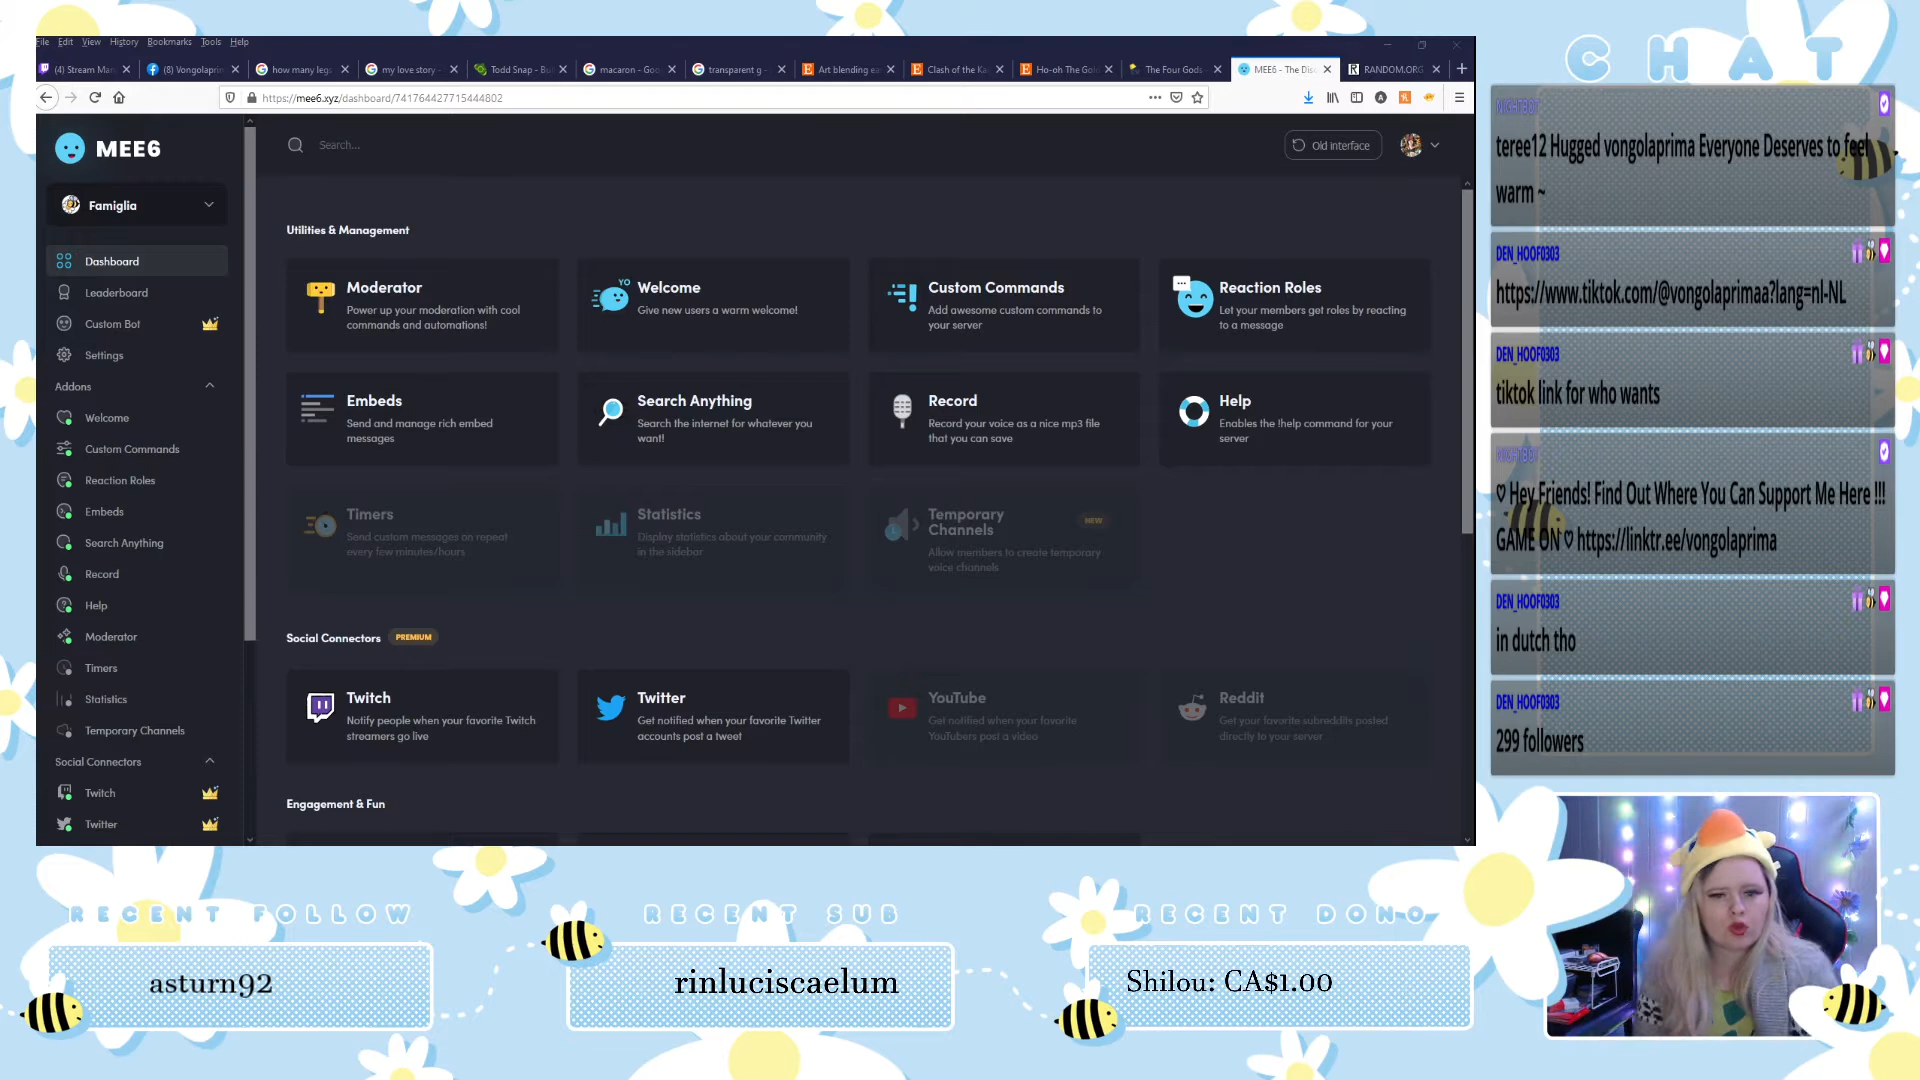 File Edit View History Bookmarks Tools Help
(4) Stream Man
(8) Vongolaprim
how many legs
my love story -
Todd Snap - Bul
macaron - Goo
transparent g -
Art blending ea
Clash of the Ka
Ho-oh The Gol
The Four Gods
MEE6 - The Dis
RANDOM.ORG
https://mee6.xyz/dashboard/741764427715444802
MEE6
Search...
Old interface
Famiglia
Dashboard
Leaderboard
Custom Bot
Settings
Addons
Welcome
Custom Commands
Reaction Roles
Embeds
Search Anything
Record
Help
Moderator
Timers
Statistics
Temporary Channels
Social Connectors
Twitch
Twitter
Utilities & Management
Moderator
Power up your moderation with cool
commands and automations!
YO
Welcome
Give new users a warm welcome!
Custom Commands
Add awesome custom commands to
your server
Reaction Roles
Let your members get roles by reacting
to a message
Embeds
Send and manage rich embed
messages
Search Anything
Search the internet for whatever you
want!
Record
Record your voice as a nice mp3 file
that you can save
Help
Enables the !help command for your
server
Timers
Send custom messages on repeat
every few minutes/hours
Statistics
Display statistics about your community
in the sidebar
Temporary
Channels
NEW
Allow members to create temporary
voice channels
Social Connectors PREMIUM
Twitch
Notify people when your favorite Twitch
streamers go live
Twitter
Get notified when your favorite Twitter
accounts post a tweet
YouTube
Get notified when your favorite
YouTubers post a video
Reddit
Get your favorite subreddits posted
directly to your server
Engagement & Fun
CHAT
NIGHTBOT
teree12 Hugged vongolaprima Everyone Deserves to feel
warm ~
DEN_HOOF0303
https://www.tiktok.com/@vongolaprimaa?lang=nl-NL
DEN_HOOF0303
tiktok link for who wants
NIGHTBOT
♡ Hey Friends! Find Out Where You Can Support Me Here !!!
GAME ON ♡ https://linktr.ee/vongolaprima
DEN_HOOF0303
in dutch tho
DEN_HOOF0303
299 followers
RECENT FOLLOW
asturn92
RECENT SUB
rinluciscaelum
RECENT DONO
Shilou: CA$1.00